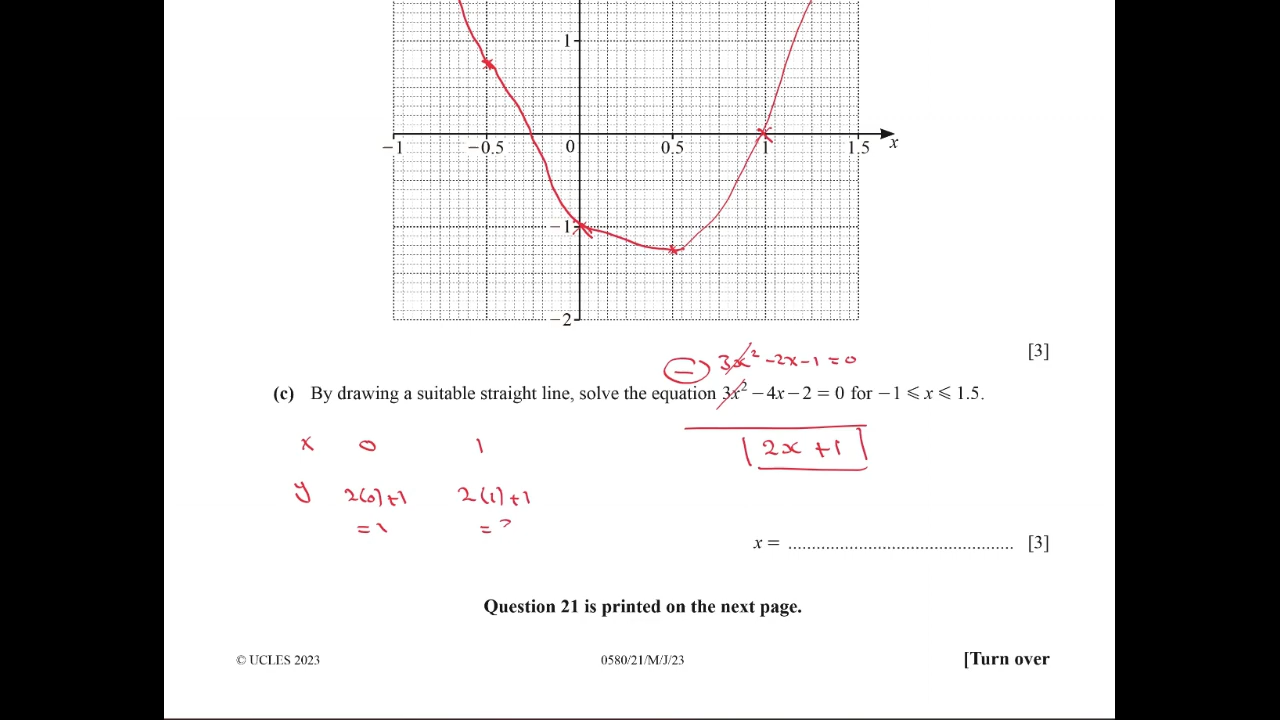 1
−1 −0.5 0 0.5 1 1.5 x
−1
−2
[3]
3x² -2x-1=0
(c) By drawing a suitable straight line, solve the equation 3x² − 4x − 2 = 0 for −1 ⩽ x ⩽ 1.5.
x 0 1
2x +1
y 2(0)+1 2(1)+1
x = ................................................ [3]
Question 21 is printed on the next page.
© UCLES 2023 0580/21/M/J/23 [Turn over